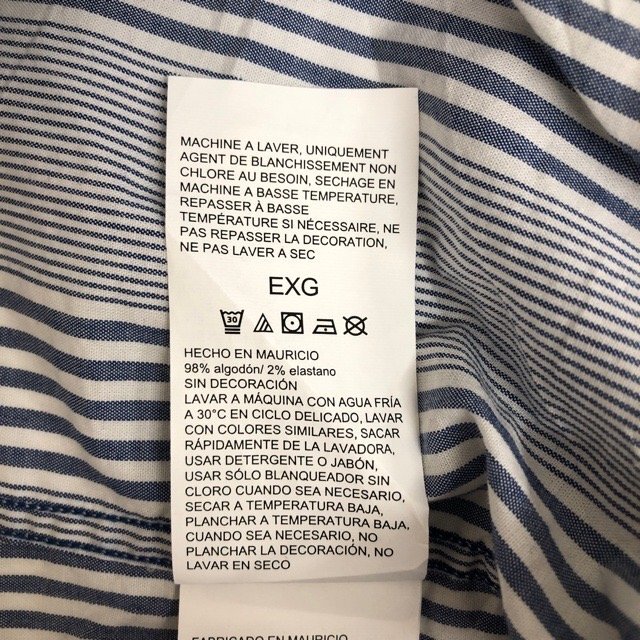 MACHINE A LAVER, UNIQUEMENT
AGENT DE BLANCHISSEMENT NON
CHLORE AU BESOIN, SECHAGE EN
MACHINE A BASSE TEMPERATURE,
REPASSER À BASSE
TEMPÉRATURE SI NÉCESSAIRE, NE
PAS REPASSER LA DECORATION,
NE PAS LAVER A SEC
EXG
30
HECHO EN MAURICIO
98% algodón/ 2% elastano
SIN DECORACIÓN
LAVAR A MÁQUINA CON AGUA FRÍA
A 30°C EN CICLO DELICADO, LAVAR
CON COLORES SIMILARES, SACAR
RÁPIDAMENTE DE LA LAVADORA,
USAR DETERGENTE O JABÓN,
USAR SÓLO BLANQUEADOR SIN
CLORO CUANDO SEA NECESARIO,
SECAR A TEMPERATURA BAJA,
PLANCHAR A TEMPERATURA BAJA,
CUANDO SEA NECESARIO, NO
PLANCHAR LA DECORACIÓN, NO
LAVAR EN SECO
FABRICADO EN MAURICIO